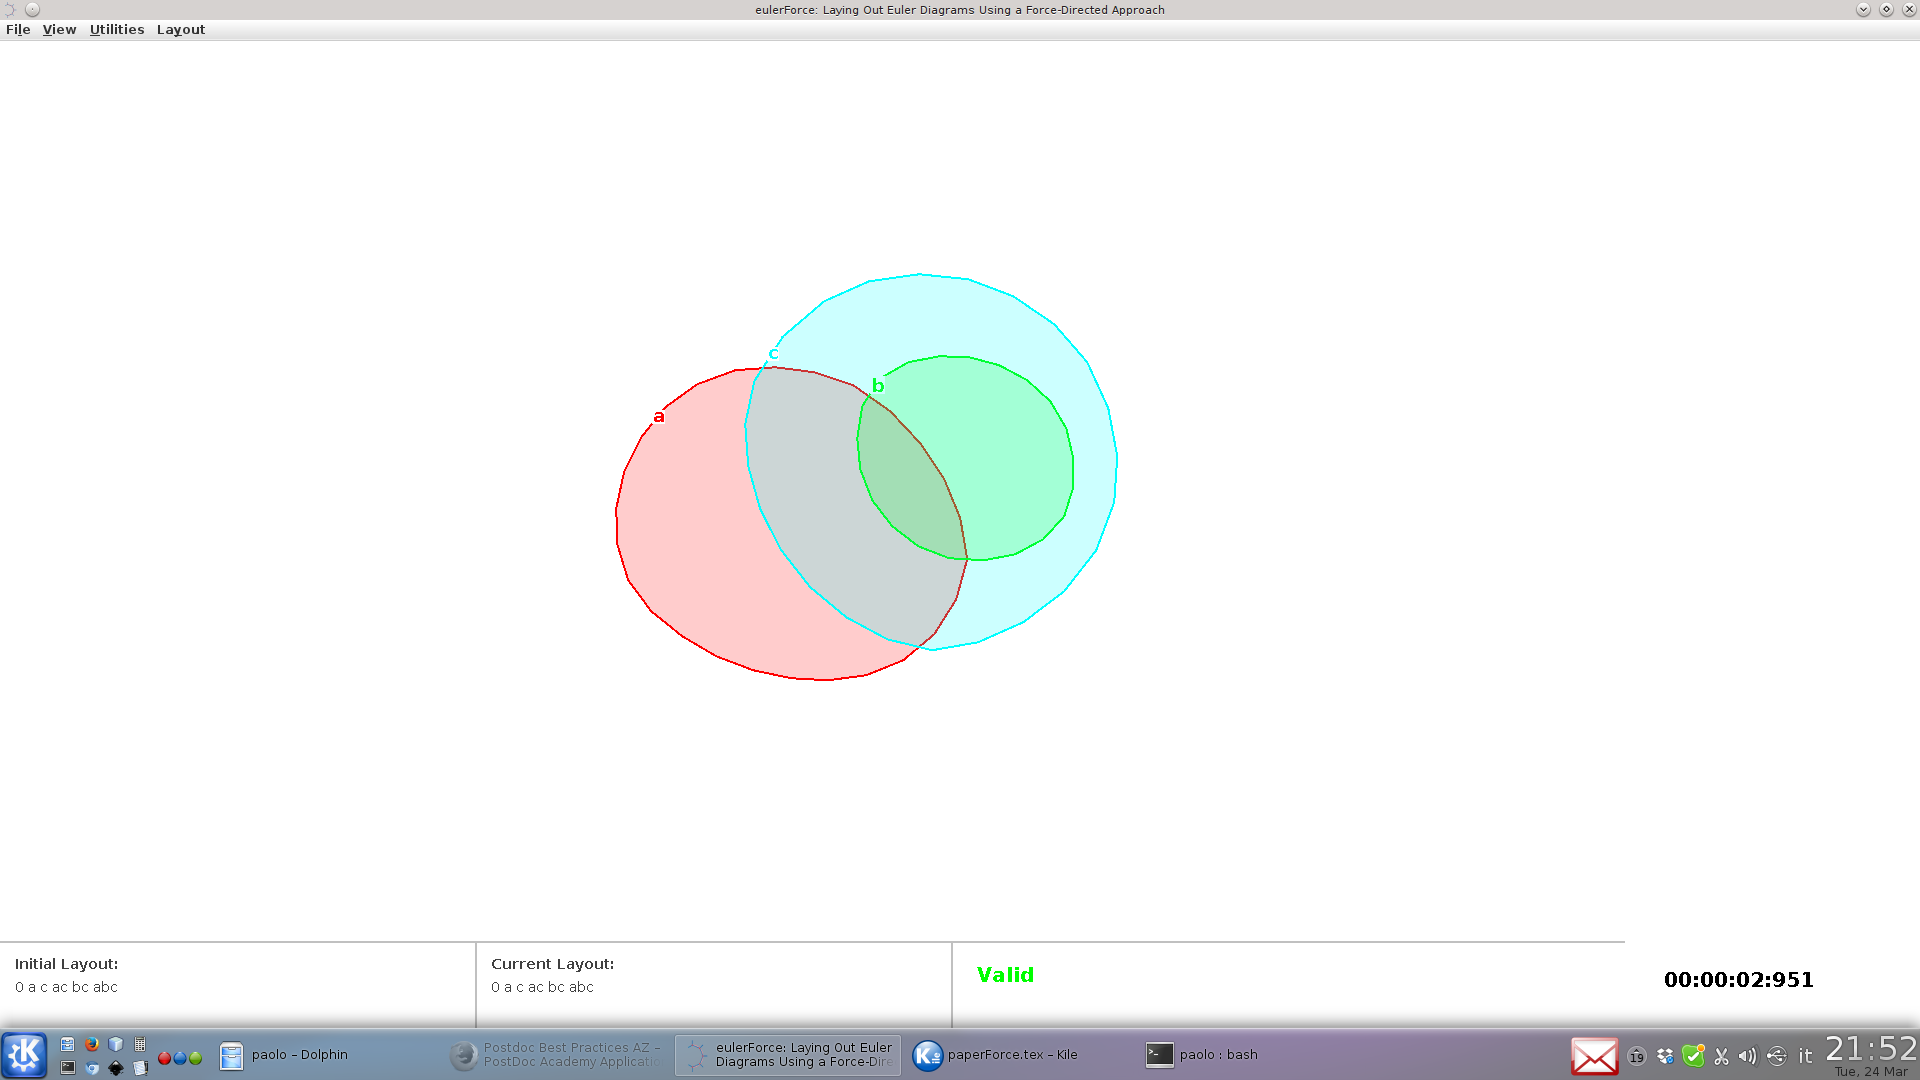 eulerForce: Laying Out Euler Diagrams Using a Force-Directed Approach
File View Utilities Layout
c
b
a
Initial Layout:
0 a c ac bc abc
Current Layout:
0 a c ac bc abc
Valid
00:00:02:951
paolo – Dolphin
Postdoc Best Practices AZ –
PostDoc Academy Applicatio
eulerForce: Laying Out Euler
Diagrams Using a Force-Dire
paperForce.tex – Kile
paolo : bash
19
it
21:52
Tue, 24 Mar